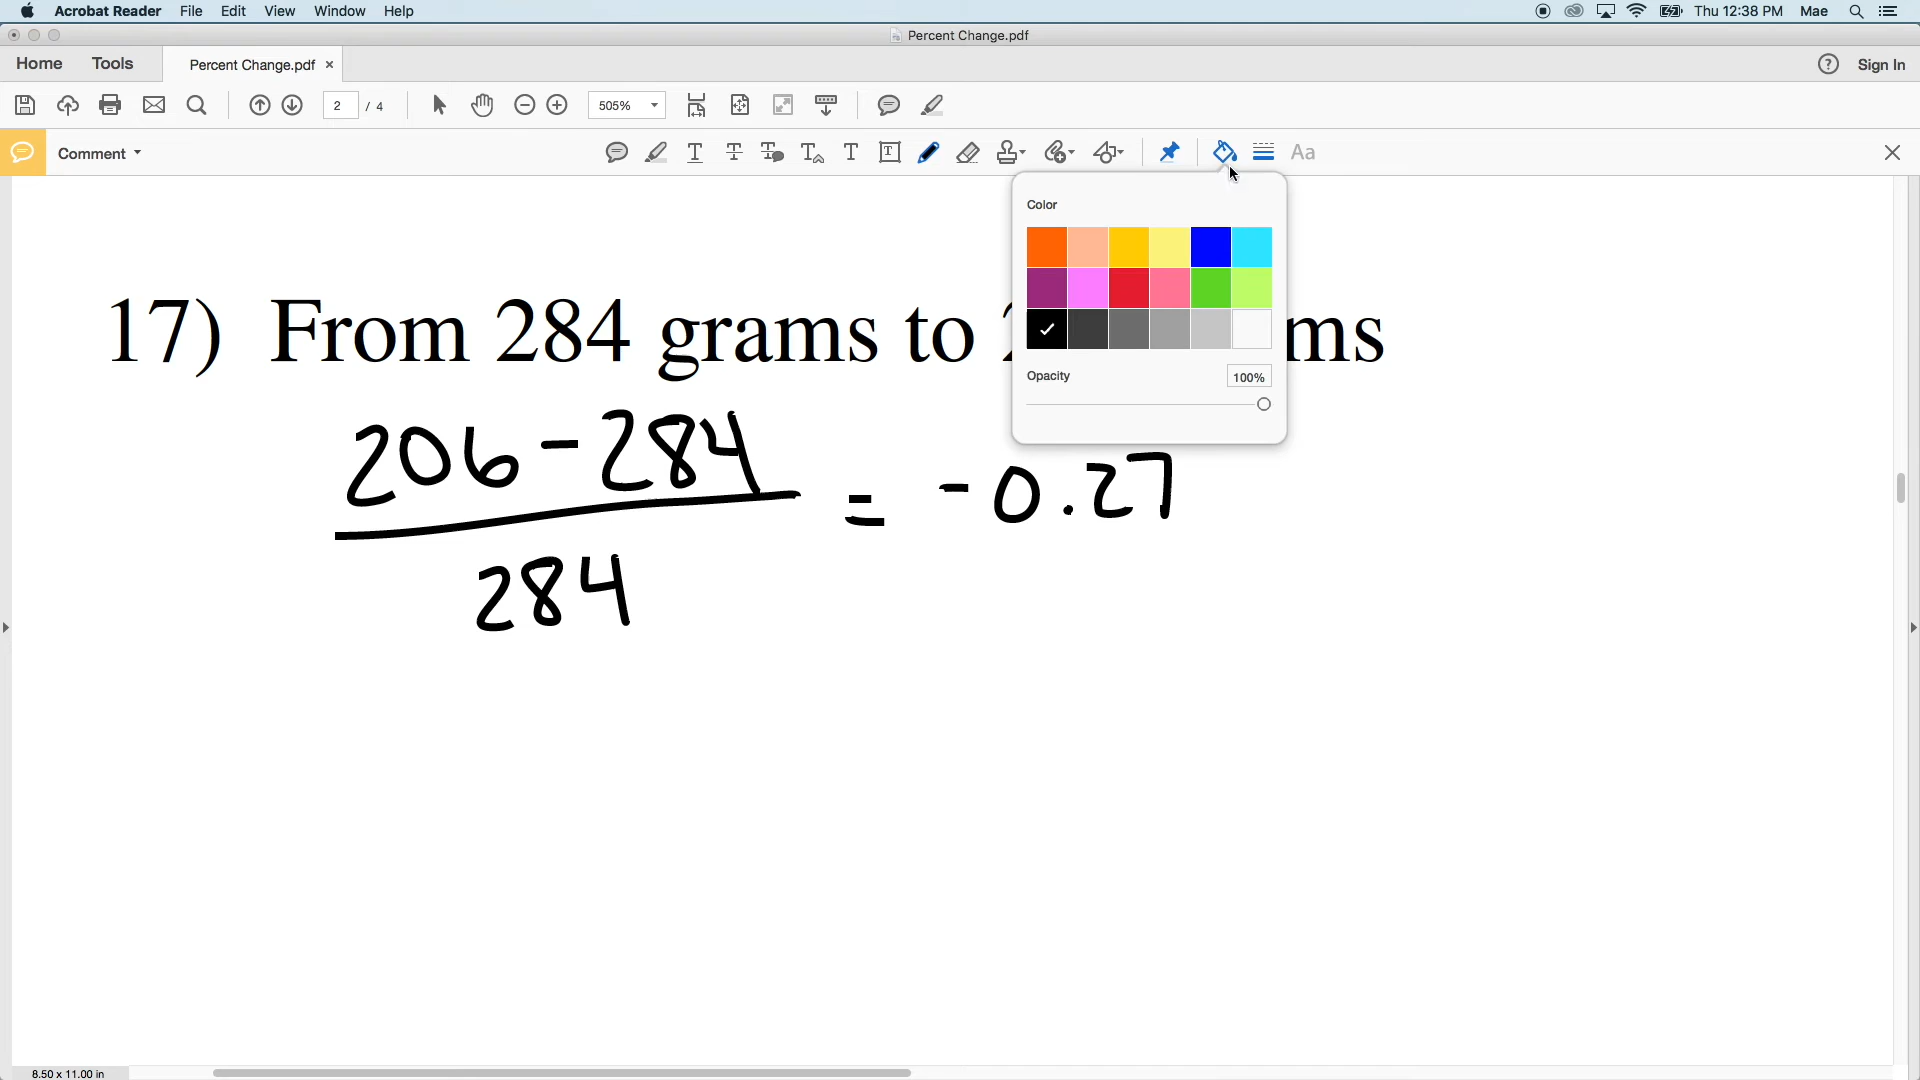 Acrobat Reader File Edit View Window Help Thu 12:38 PM Mae
Percent Change.pdf
Home Tools Percent Change.pdf × ? Sign In
2 / 4 505%
Comment T T T T T T Aa
Color
17) From 284 grams to 2 ms
Opacity 100%
206 - 284
= - 0.27
284
8.50 x 11.00 in